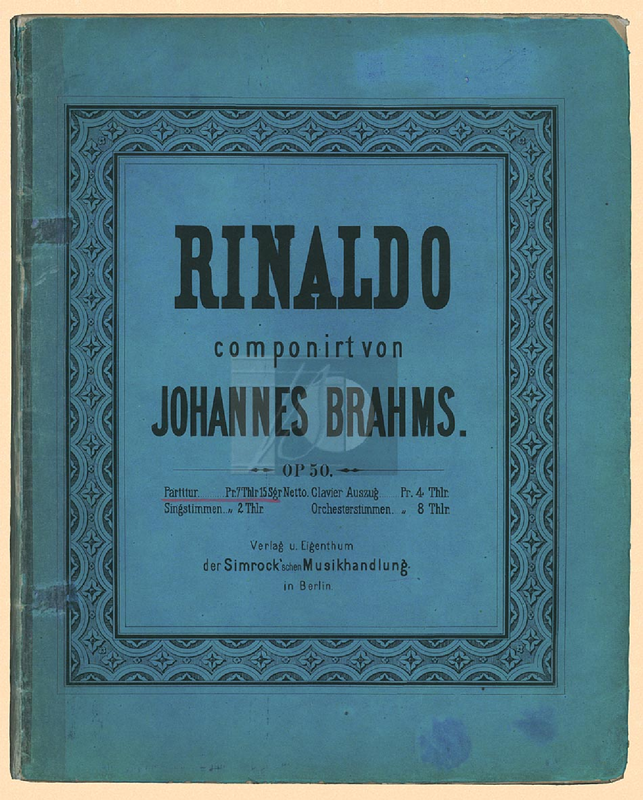 RINALDO
componirt von
JOHANNES BRAHMS.
OP 50.
Partitur. Pr. 7 Thlr 15 Sgr Netto. Clavier Auszug Pr. 4 Thlr.
Singstimmen. „ 2 Thlr. Orchesterstimmen. „ 8 Thlr.
Verlag u. Eigenthum
der Simrock'schen Musikhandlung.
in Berlin.